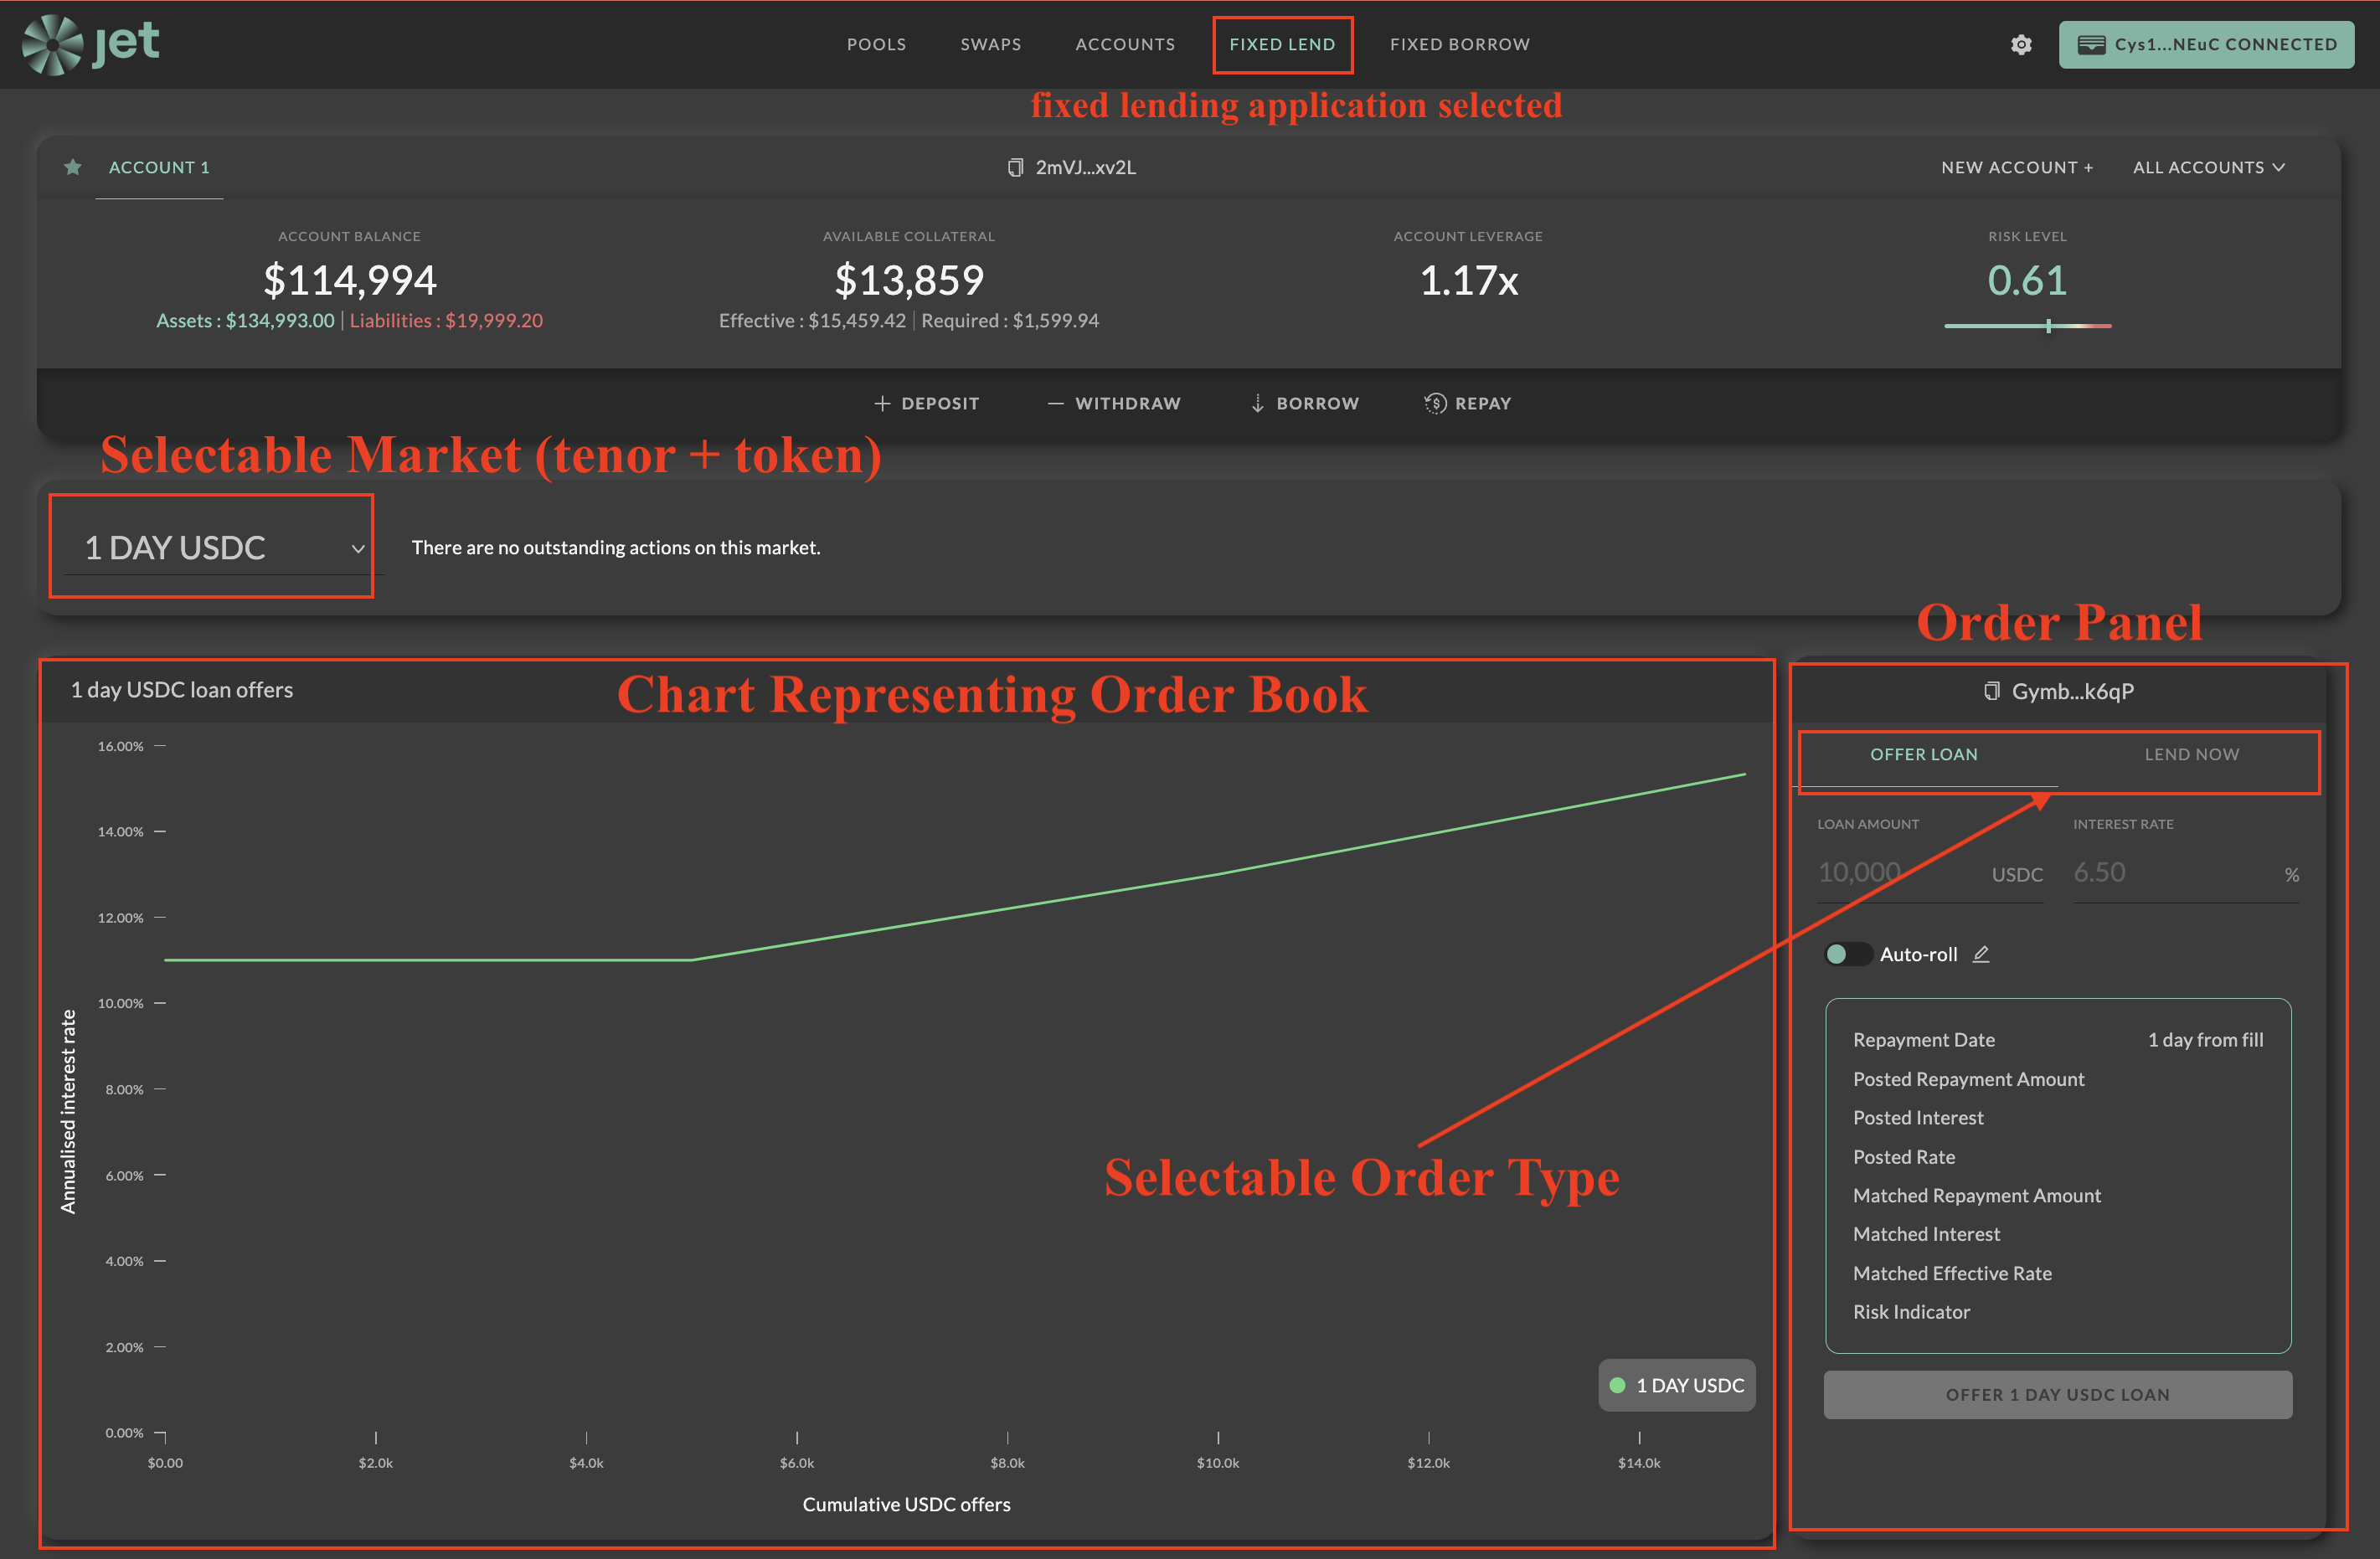 jet
POOLS SWAPS ACCOUNTS FIXED LEND FIXED BORROW
Cys1...NEuC CONNECTED
fixed lending application selected
ACCOUNT 1
2mVJ...xv2L
NEW ACCOUNT +
ALL ACCOUNTS
ACCOUNT BALANCE
$114,994
Assets : $134,993.00 | Liabilities : $19,999.20
AVAILABLE COLLATERAL
$13,859
Effective : $15,459.42 | Required : $1,599.94
ACCOUNT LEVERAGE
1.17x
RISK LEVEL
0.61
DEPOSIT
WITHDRAW
BORROW
REPAY
Selectable Market (tenor + token)
1 DAY USDC
There are no outstanding actions on this market.
1 day USDC loan offers
Chart Representing Order Book
16.00%
14.00%
12.00%
10.00%
8.00%
6.00%
4.00%
2.00%
0.00%
Annualised interest rate
Selectable Order Type
1 DAY USDC
$0.00 $2.0k $4.0k $6.0k $8.0k $10.0k $12.0k $14.0k
Cumulative USDC offers
Order Panel
Gymb...k6qP
OFFER LOAN
LEND NOW
LOAN AMOUNT
10,000 USDC
INTEREST RATE
6.50 %
Auto-roll
Repayment Date 1 day from fill
Posted Repayment Amount
Posted Interest
Posted Rate
Matched Repayment Amount
Matched Interest
Matched Effective Rate
Risk Indicator
OFFER 1 DAY USDC LOAN